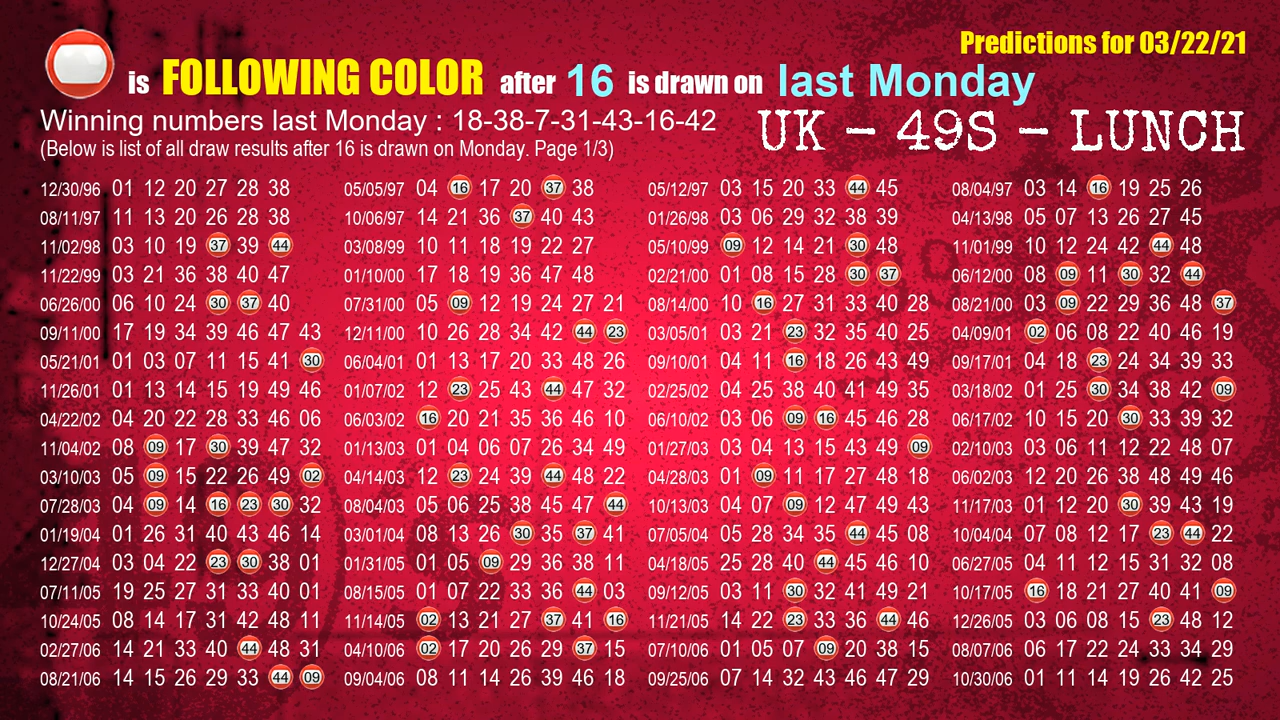 Predictions for 03/22/21
is FOLLOWING COLOR after 16 is drawn on last Monday
Winning numbers last Monday : 18-38-7-31-43-16-42
UK - 49S - LUNCH
(Below is list of all draw results after 16 is drawn on Monday. Page 1/3)
12/30/96 01 12 20 27 28 38 05/05/97 04 16 17 20 37 38 05/12/97 03 15 20 33 44 45 08/04/97 03 14 16 19 25 26
08/11/97 11 13 20 26 28 38 10/06/97 14 21 36 37 40 43 01/26/98 03 06 29 32 38 39 04/13/98 05 07 13 26 27 45
11/02/98 03 10 19 37 39 44 03/08/99 10 11 18 19 22 27 05/10/99 09 12 14 21 30 48 11/01/99 10 12 24 42 44 48
11/22/99 03 21 36 38 40 47 01/10/00 17 18 19 36 47 48 02/21/00 01 08 15 28 30 37 06/12/00 08 09 11 30 32 44
06/26/00 06 10 24 30 37 40 07/31/00 05 09 12 19 24 27 21 08/14/00 10 16 27 31 33 40 28 08/21/00 03 09 22 29 36 48 37
09/11/00 17 19 34 39 46 47 43 12/11/00 10 26 28 34 42 44 23 03/05/01 03 21 23 32 35 40 25 04/09/01 02 06 08 22 40 46 19
05/21/01 01 03 07 11 15 41 30 06/04/01 01 13 17 20 33 48 26 09/10/01 04 11 16 18 26 43 49 09/17/01 04 18 23 24 34 39 33
11/26/01 01 13 14 15 19 49 46 01/07/02 12 23 25 43 44 47 32 02/25/02 04 25 38 40 41 49 35 03/18/02 01 25 30 34 38 42 09
04/22/02 04 20 22 28 33 46 06 06/03/02 16 20 21 35 36 46 10 06/10/02 03 06 09 16 45 46 28 06/17/02 10 15 20 30 33 39 32
11/04/02 08 09 17 30 39 47 32 01/13/03 01 04 06 07 26 34 49 01/27/03 03 04 13 15 43 49 09 02/10/03 03 06 11 12 22 48 07
03/10/03 05 09 15 22 26 49 02 04/14/03 12 23 24 39 44 48 22 04/28/03 01 09 11 17 27 48 18 06/02/03 12 20 26 38 48 49 46
07/28/03 04 09 14 16 23 30 32 08/04/03 05 06 25 38 45 47 44 10/13/03 04 07 09 12 47 49 43 11/17/03 01 12 20 30 39 43 19
01/19/04 01 26 31 40 43 46 14 03/01/04 08 13 26 30 35 37 41 07/05/04 05 28 34 35 44 45 08 10/04/04 07 08 12 17 23 44 22
12/27/04 03 04 22 23 30 38 01 01/31/05 01 05 09 29 36 38 11 04/18/05 25 28 40 44 45 46 10 06/27/05 04 11 12 15 31 32 08
07/11/05 19 25 27 31 33 40 01 08/15/05 01 07 22 33 36 44 03 09/12/05 03 11 30 32 41 49 21 10/17/05 16 18 21 27 40 41 09
10/24/05 08 14 17 31 42 48 11 11/14/05 02 13 21 27 37 41 16 11/21/05 14 22 23 33 36 44 46 12/26/05 03 06 08 15 23 48 12
02/27/06 14 21 33 40 44 48 31 04/10/06 02 17 20 26 29 37 15 07/10/06 01 05 07 09 20 38 15 08/07/06 06 17 22 24 33 34 29
08/21/06 14 15 26 29 33 44 09 09/04/06 08 11 14 26 39 46 18 09/25/06 07 14 32 43 46 47 29 10/30/06 01 11 14 19 26 42 25